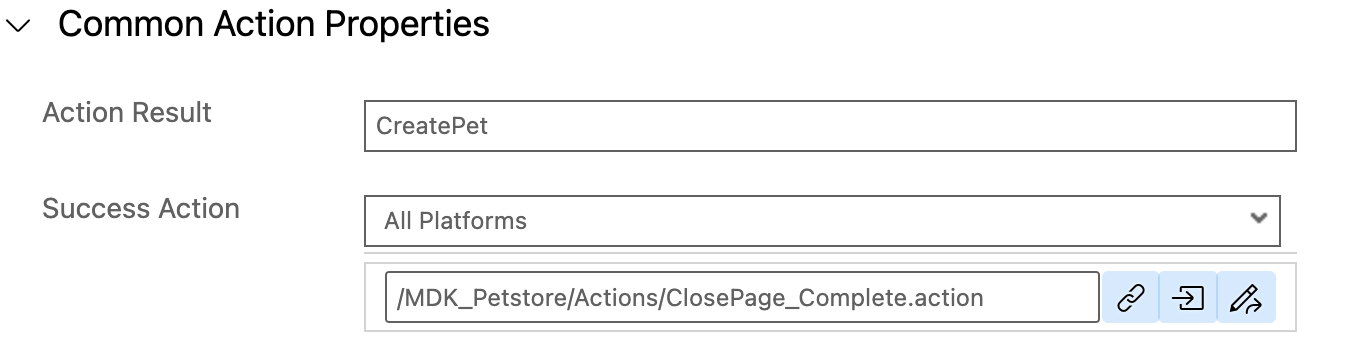 Common Action Properties
Action Result
CreatePet
Success Action
All Platforms
/MDK_Petstore/Actions/ClosePage_Complete.action